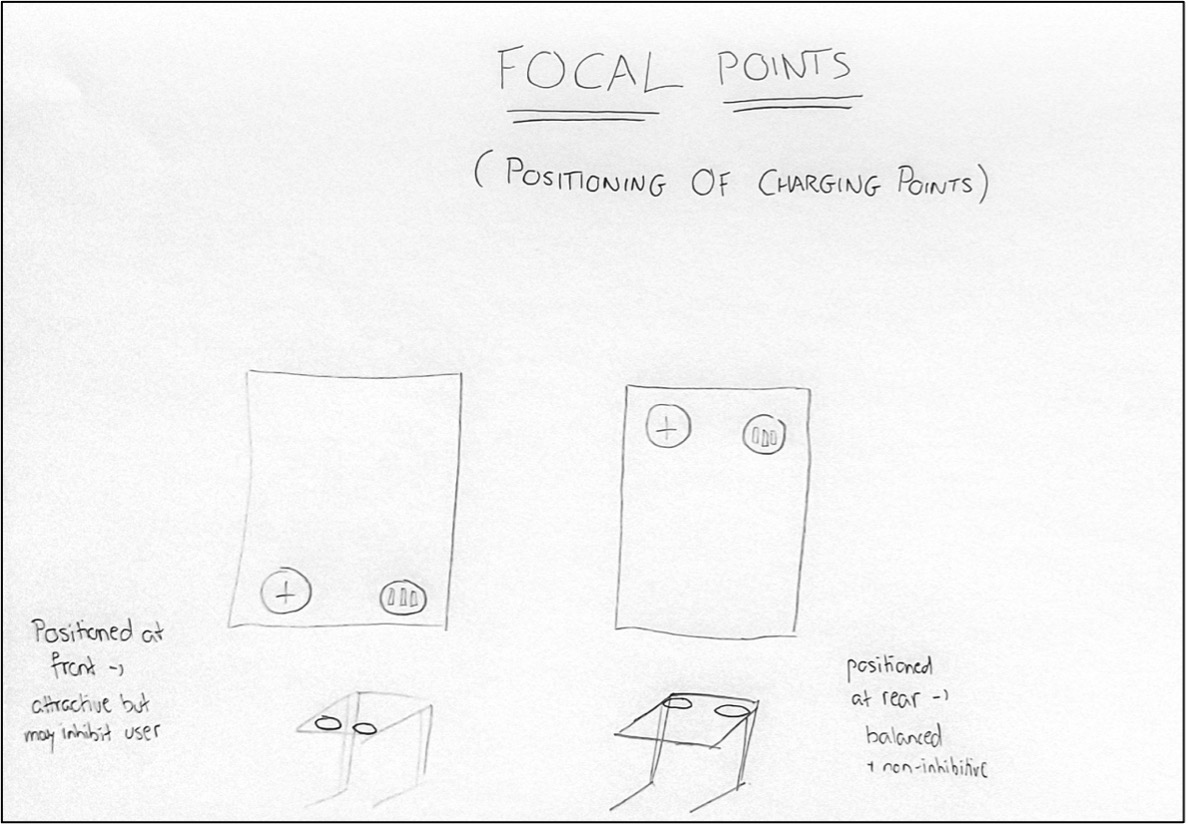 FOCAL POINTS
(POSITIONING OF CHARGING POINTS)
Positioned at
front →
attractive but
may inhibit user
positioned
at rear →
balanced
+ non-inhibitive